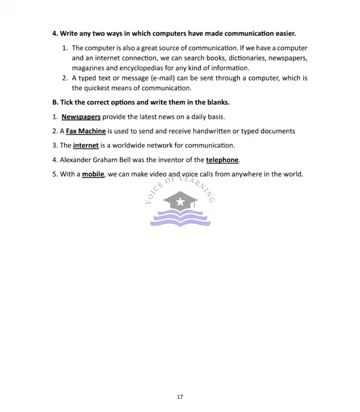 4. Write any two ways in which computers have made communication easier.
1. The computer is also a great source of communication. If we have a computer
and an internet connection, we can search books, dictionaries, newspapers,
magazines and encyclopedias for any kind of information.
2. A typed text or message (e-mail) can be sent through a computer, which is
the quickest means of communication.
B. Tick the correct options and write them in the blanks.
1. Newspapers provide the latest news on a daily basis.
2. A Fax Machine is used to send and receive handwritten or typed documents
3. The internet is a worldwide network for communication.
4. Alexander Graham Bell was the inventor of the telephone.
5. With a mobile, we can make video and voice calls from anywhere in the world.
VOICE OF LEARNING
17